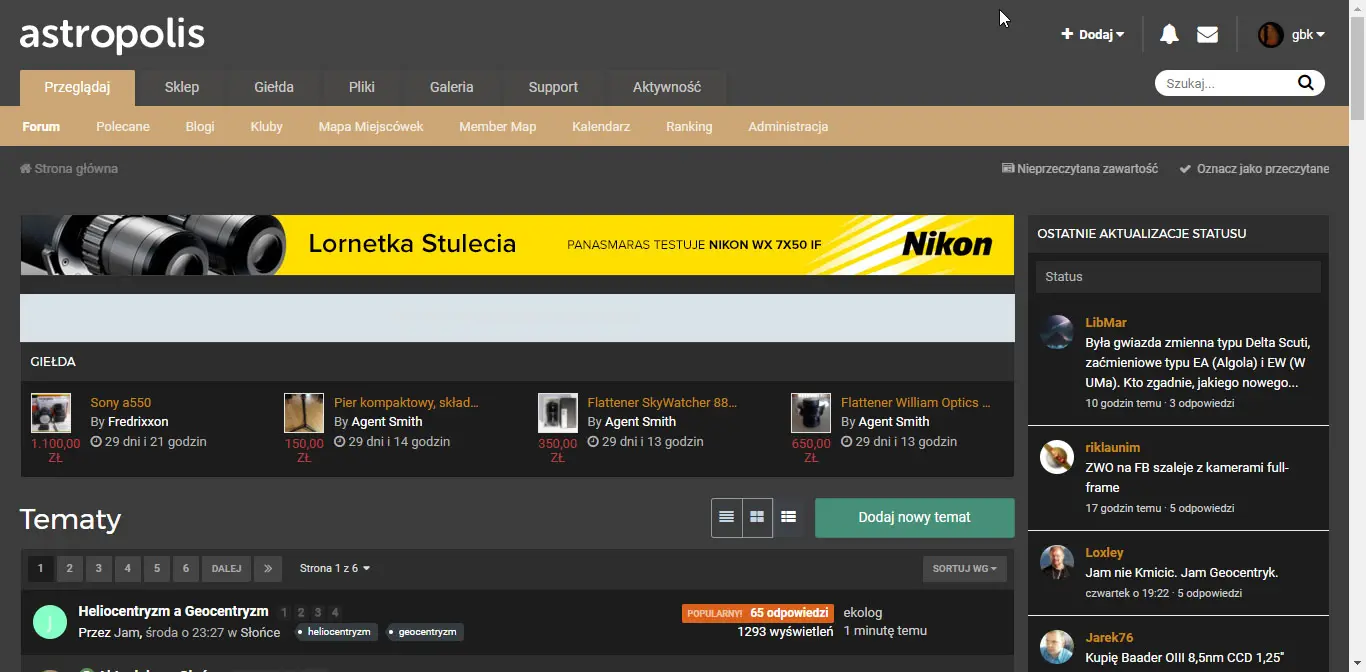 astropolis
Dodaj
gbk
Przeglądaj
Sklep
Giełda
Pliki
Galeria
Support
Aktywność
Szukaj...
Forum
Polecane
Blogi
Kluby
Mapa Miejscówek
Member Map
Kalendarz
Ranking
Administracja
Strona główna
Nieprzeczytana zawartość
Oznacz jako przeczytane
Lornetka Stulecia
PANASMARAS TESTUJE NIKON WX 7X50 IF
Nikon
GIEŁDA
Sony a550
By Fredrixxon
1.100,00
29 dni i 21 godzin
ZŁ
Pier kompaktowy, skład...
By Agent Smith
150,00
29 dni i 14 godzin
ZŁ
Flattener SkyWatcher 88...
By Agent Smith
350,00
29 dni i 13 godzin
ZŁ
Flattener William Optics ...
By Agent Smith
650,00
29 dni i 13 godzin
ZŁ
Tematy
Dodaj nowy temat
1 2 3 4 5 6 DALEJ
Strona 1 z 6
SORTUJ WG
Heliocentryzm a Geocentryzm 1 2 3 4
J
Przez Jam, środa o 23:27 w Słońce
heliocentryzm
geocentryzm
POPULARNY! 65 odpowiedzi
1293 wyświetleń
ekolog
1 minutę temu
OSTATNIE AKTUALIZACJE STATUSU
Status
LibMar
Była gwiazda zmienna typu Delta Scuti,
zaćmieniowe typu EA (Algola) i EW (W
UMa). Kto zgadnie, jakiego nowego...
10 godzin temu · 3 odpowiedzi
riklaunim
ZWO na FB szaleje z kamerami full-
frame
17 godzin temu · 5 odpowiedzi
Loxley
Jam nie Kmicic. Jam Geocentryk.
czwartek o 19:22 · 5 odpowiedzi
Jarek76
Kupię Baader OIII 8,5nm CCD 1,25"